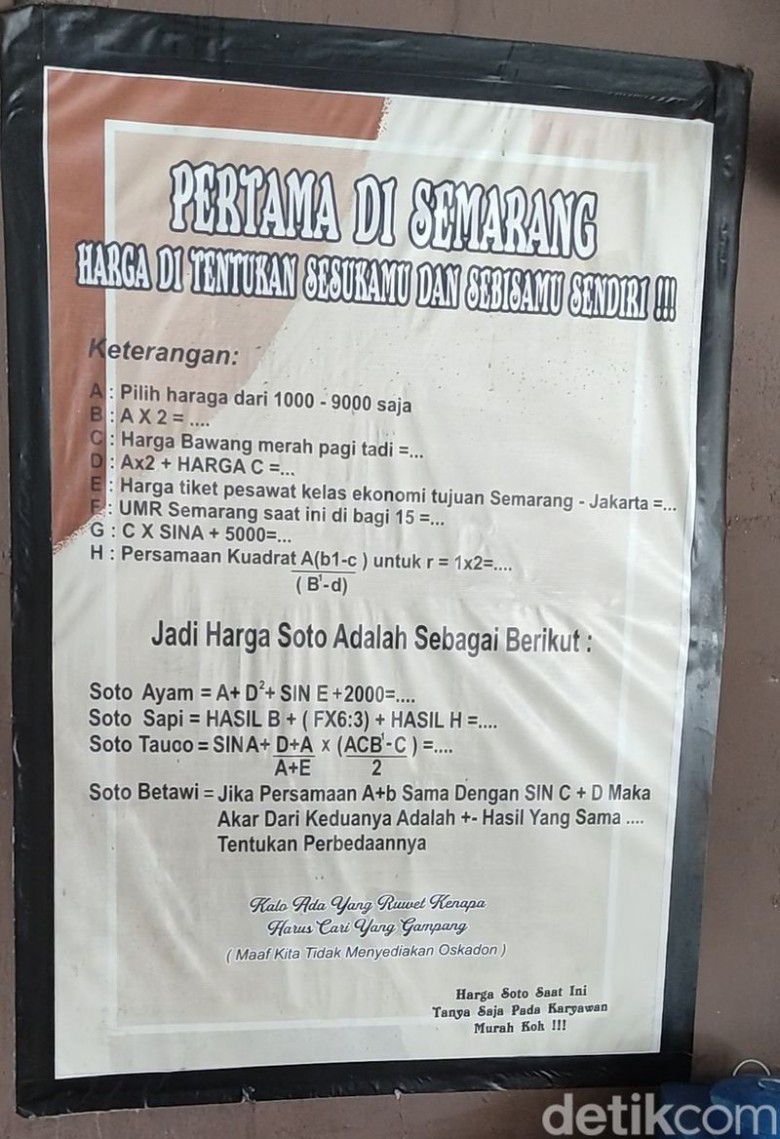 PERTAMA DI SEMARANG
HARGA DI TENTUKAN SESUKAMU DAN SEBISAMU SENDIRI !!!
Keterangan:
A : Pilih haraga dari 1000 - 9000 saja
B : A X 2 = ....
C : Harga Bawang merah pagi tadi =...
D : Ax2 + HARGA C =...
E : Harga tiket pesawat kelas ekonomi tujuan Semarang - Jakarta =...
F : UMR Semarang saat ini di bagi 15 =...
G : C X SINA + 5000=...
H : Persamaan Kuadrat A(b1-c ) untuk r = 1x2=....
( B¹-d)
Jadi Harga Soto Adalah Sebagai Berikut :
Soto Ayam = A+ D²+ SIN E +2000=....
Soto Sapi = HASIL B + ( FX6:3) + HASIL H =....
Soto Tauco = SINA+ D+A x (ACB¹-C ) =....
A+E 2
Soto Betawi = Jika Persamaan A+b Sama Dengan SIN C + D Maka
Akar Dari Keduanya Adalah +- Hasil Yang Sama ....
Tentukan Perbedaannya
Kalo Ada Yang Ruwet Kenapa
Harus Cari Yang Gampang
( Maaf Kita Tidak Menyediakan Oskadon )
Harga Soto Saat Ini
Tanya Saja Pada Karyawan
Murah Koh !!!
detikcom